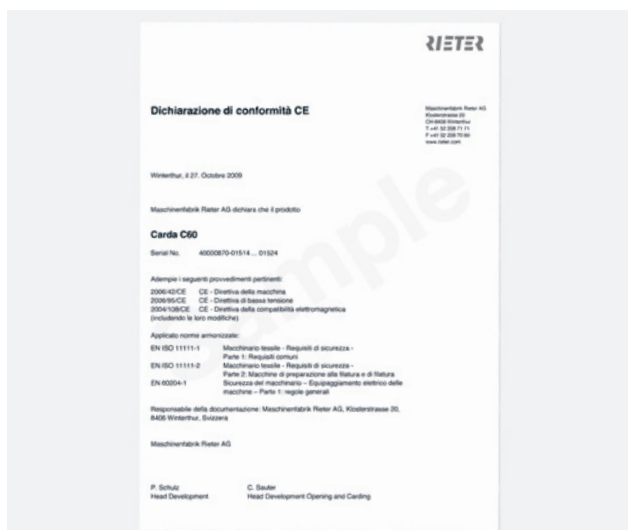 RIETER
Dichiarazione di conformità CE
Maschinenfabrik Rieter AG
Klosterstrasse 20
CH-8406 Winterthur
T +41 52 208 71 71
www.rieter.com
Winterthur, il 27. Octobre 2009
Maschinenfabrik Rieter AG dichiara che il prodotto
Carda C60
Serial No. 40000870-01514 ... 01524
Adempie i seguenti provvedimenti pertinenti:
2006/42/CE CE - Direttiva della macchina
2006/95/CE CE - Direttiva di bassa tensione
2004/108/CE CE - Direttiva della compatibilità elettromagnetica
(includendo le loro modifiche)
Applicato norme armonizzate:
EN ISO 11111-1 Macchinario tessile - Requisiti di sicurezza -
Parte 1: Requisiti comuni
EN ISO 11111-2 Macchinario tessile - Requisiti di sicurezza -
Parte 2: Macchine di preparazione alla filatura e di filatura
EN 60204-1 Sicurezza del macchinario – Equipaggiamento elettrico delle
macchine – Parte 1: regole generali
Responsabile della documentazione: Maschinenfabrik Rieter AG, Klosterstrasse 20,
8406 Winterthur, Svizzera
Maschinenfabrik Rieter AG
P. Schulz C. Sauter
Head Development Head Development Opening and Carding
Sample